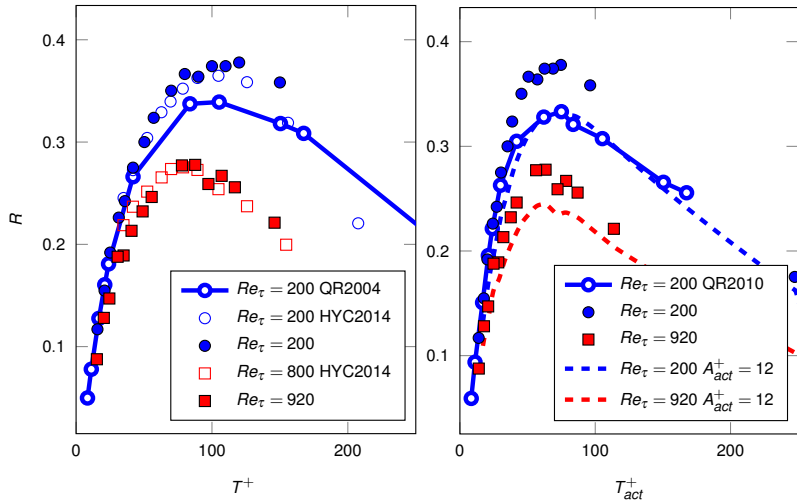 0.4
0.3
0.2
0.1
R
0
100
200
T⁺
Reτ = 200 QR2004
Reτ = 200 HYC2014
Reτ = 200
Reτ = 800 HYC2014
Reτ = 920
0.4
0.3
0.2
0.1
0
100
200
T⁺act
Reτ = 200 QR2010
Reτ = 200
Reτ = 920
Reτ = 200 A⁺act = 12
Reτ = 920 A⁺act = 12